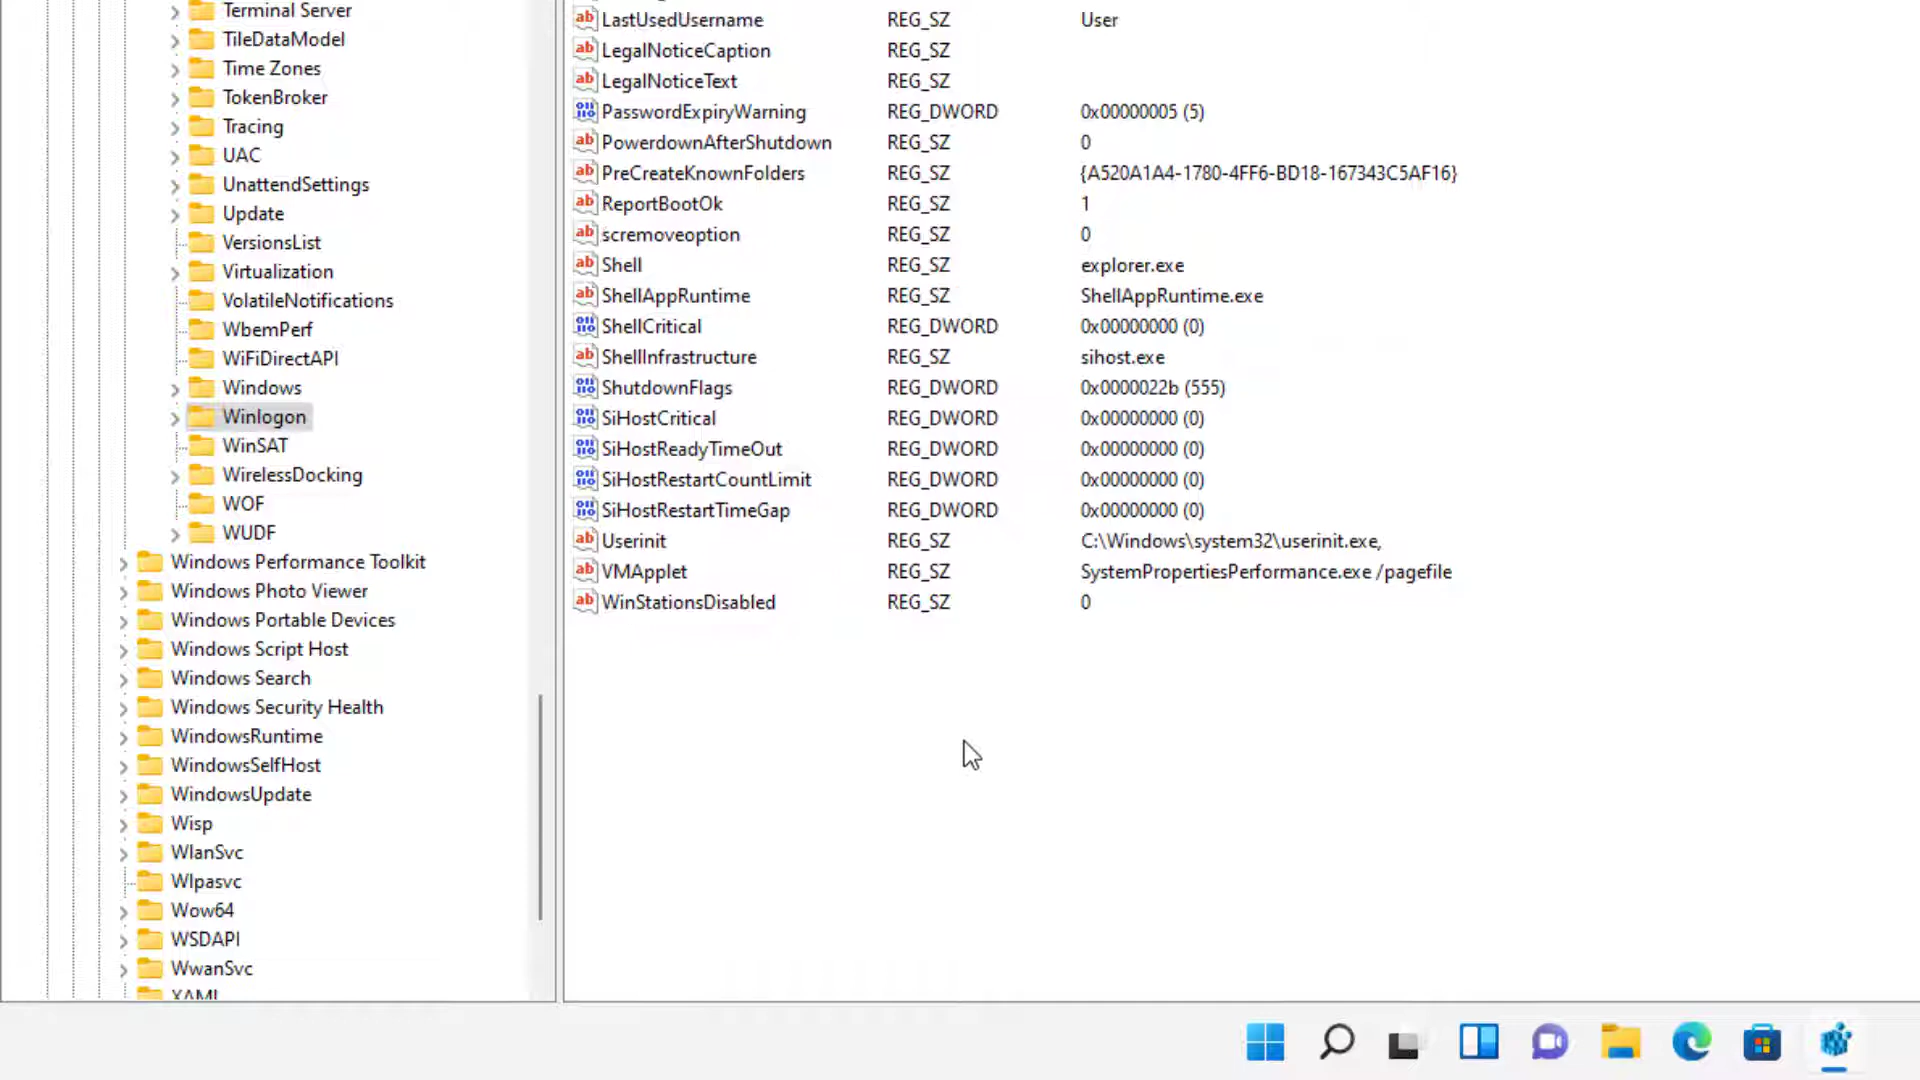 Terminal Server
TileDataModel
Time Zones
TokenBroker
Tracing
UAC
UnattendSettings
Update
VersionsList
Virtualization
VolatileNotifications
WbemPerf
WiFiDirectAPI
Windows
Winlogon
WinSAT
WirelessDocking
WOF
WUDF
Windows Performance Toolkit
Windows Photo Viewer
Windows Portable Devices
Windows Script Host
Windows Search
Windows Security Health
WindowsRuntime
WindowsSelfHost
WindowsUpdate
Wisp
WlanSvc
Wlpasvc
Wow64
WSDAPI
WwanSvc
XAML
LastUsedUsername REG_SZ User
LegalNoticeCaption REG_SZ
LegalNoticeText REG_SZ
PasswordExpiryWarning REG_DWORD 0x00000005 (5)
PowerdownAfterShutdown REG_SZ 0
PreCreateKnownFolders REG_SZ {A520A1A4-1780-4FF6-BD18-167343C5AF16}
ReportBootOk REG_SZ 1
scremoveoption REG_SZ 0
Shell REG_SZ explorer.exe
ShellAppRuntime REG_SZ ShellAppRuntime.exe
ShellCritical REG_DWORD 0x00000000 (0)
ShellInfrastructure REG_SZ sihost.exe
ShutdownFlags REG_DWORD 0x0000022b (555)
SiHostCritical REG_DWORD 0x00000000 (0)
SiHostReadyTimeOut REG_DWORD 0x00000000 (0)
SiHostRestartCountLimit REG_DWORD 0x00000000 (0)
SiHostRestartTimeGap REG_DWORD 0x00000000 (0)
Userinit REG_SZ C:\Windows\system32\userinit.exe,
VMApplet REG_SZ SystemPropertiesPerformance.exe /pagefile
WinStationsDisabled REG_SZ 0